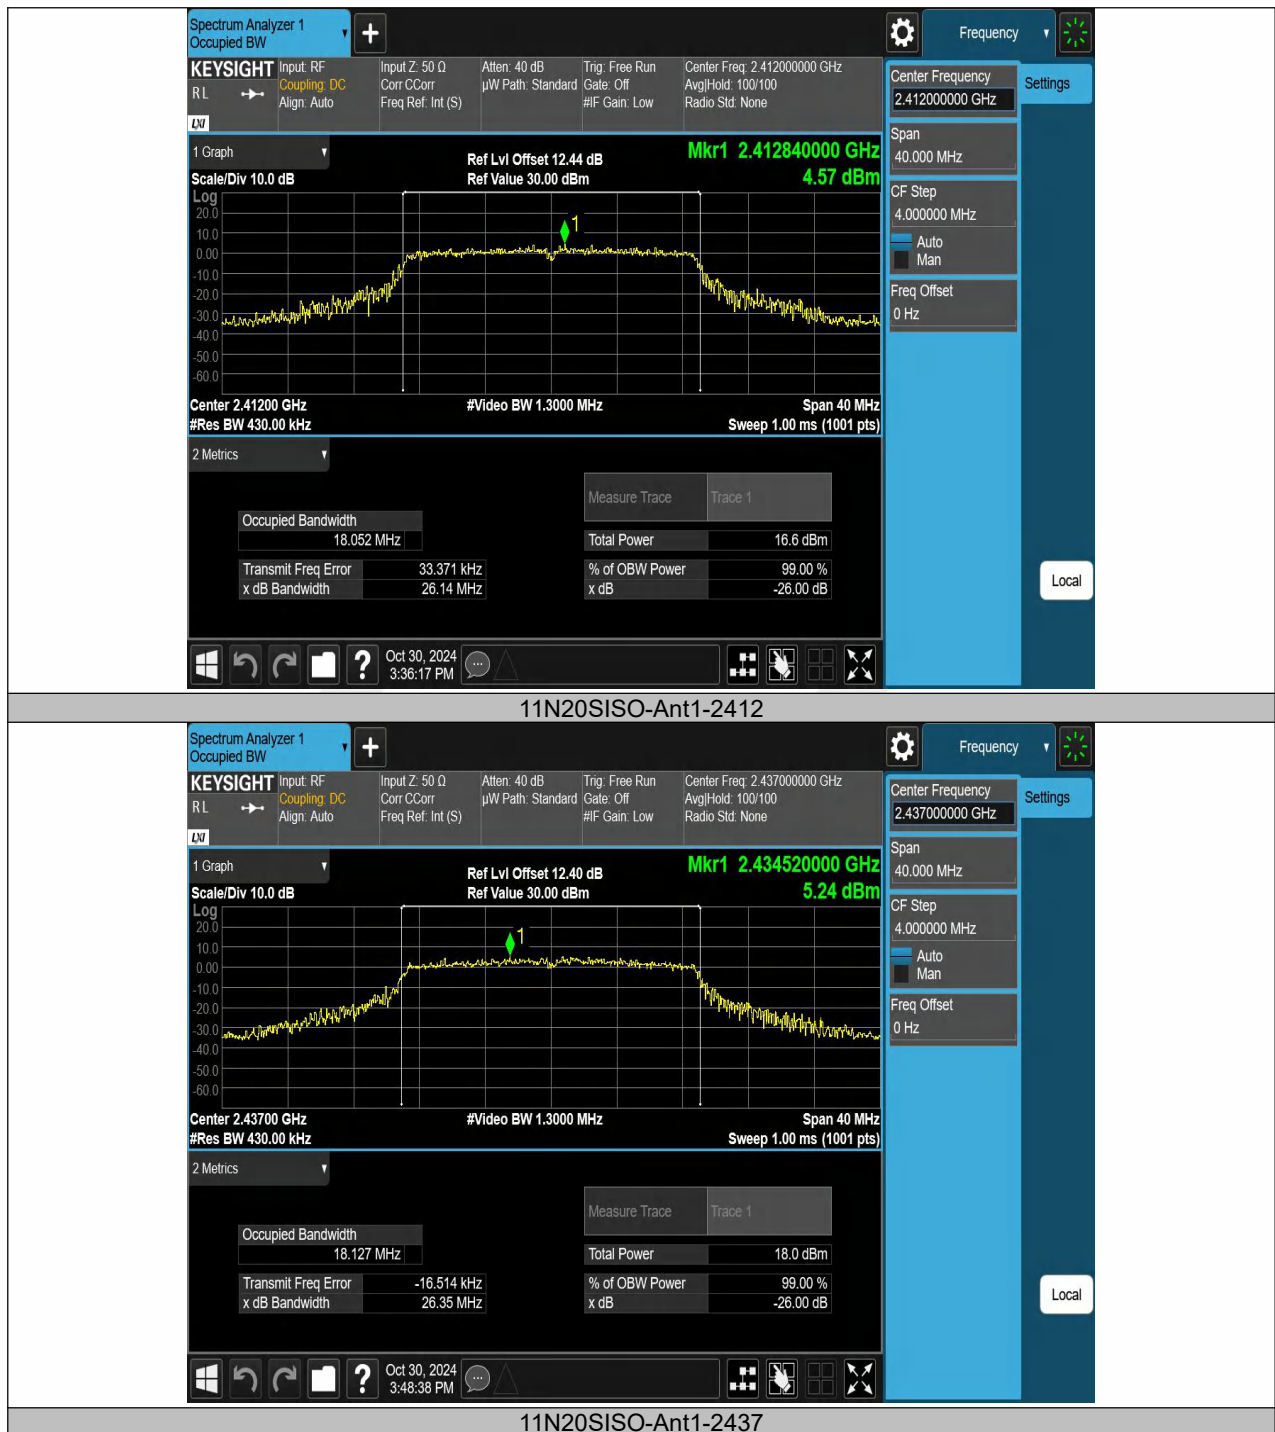 Spectrum Analyzer 1
Occupied BW
Frequency
KEYSIGHT
R L
LXI
Input: RF
Coupling: DC
Align: Auto
Input Z: 50 Ω
Corr CCorr
Freq Ref: Int (S)
Atten: 40 dB
µW Path: Standard
Trig: Free Run
Gate: Off
#IF Gain: Low
Center Freq: 2.412000000 GHz
Avg|Hold: 100/100
Radio Std: None
Center Frequency
2.412000000 GHz
Settings
Span
40.000 MHz
CF Step
4.000000 MHz
Auto
Man
Freq Offset
0 Hz
Local
1 Graph
Scale/Div 10.0 dB
Ref Lvl Offset 12.44 dB
Ref Value 30.00 dBm
Mkr1 2.412840000 GHz
4.57 dBm
Log
20.0
10.0
0.00
-10.0
-20.0
-30.0
-40.0
-50.0
-60.0
1
Center 2.41200 GHz
#Res BW 430.00 kHz
#Video BW 1.3000 MHz
Span 40 MHz
Sweep 1.00 ms (1001 pts)
2 Metrics
Measure Trace Trace 1
Occupied Bandwidth
18.052 MHz
Total Power 16.6 dBm
Transmit Freq Error 33.371 kHz
% of OBW Power 99.00 %
x dB Bandwidth 26.14 MHz
x dB -26.00 dB
?
Oct 30, 2024
3:36:17 PM
11N20SISO-Ant1-2412
Spectrum Analyzer 1
Occupied BW
Frequency
KEYSIGHT
R L
LXI
Input: RF
Coupling: DC
Align: Auto
Input Z: 50 Ω
Corr CCorr
Freq Ref: Int (S)
Atten: 40 dB
µW Path: Standard
Trig: Free Run
Gate: Off
#IF Gain: Low
Center Freq: 2.437000000 GHz
Avg|Hold: 100/100
Radio Std: None
Center Frequency
2.437000000 GHz
Settings
Span
40.000 MHz
CF Step
4.000000 MHz
Auto
Man
Freq Offset
0 Hz
Local
1 Graph
Scale/Div 10.0 dB
Ref Lvl Offset 12.40 dB
Ref Value 30.00 dBm
Mkr1 2.434520000 GHz
5.24 dBm
Log
20.0
10.0
0.00
-10.0
-20.0
-30.0
-40.0
-50.0
-60.0
1
Center 2.43700 GHz
#Res BW 430.00 kHz
#Video BW 1.3000 MHz
Span 40 MHz
Sweep 1.00 ms (1001 pts)
2 Metrics
Measure Trace Trace 1
Occupied Bandwidth
18.127 MHz
Total Power 18.0 dBm
Transmit Freq Error -16.514 kHz
% of OBW Power 99.00 %
x dB Bandwidth 26.35 MHz
x dB -26.00 dB
?
Oct 30, 2024
3:48:38 PM
11N20SISO-Ant1-2437